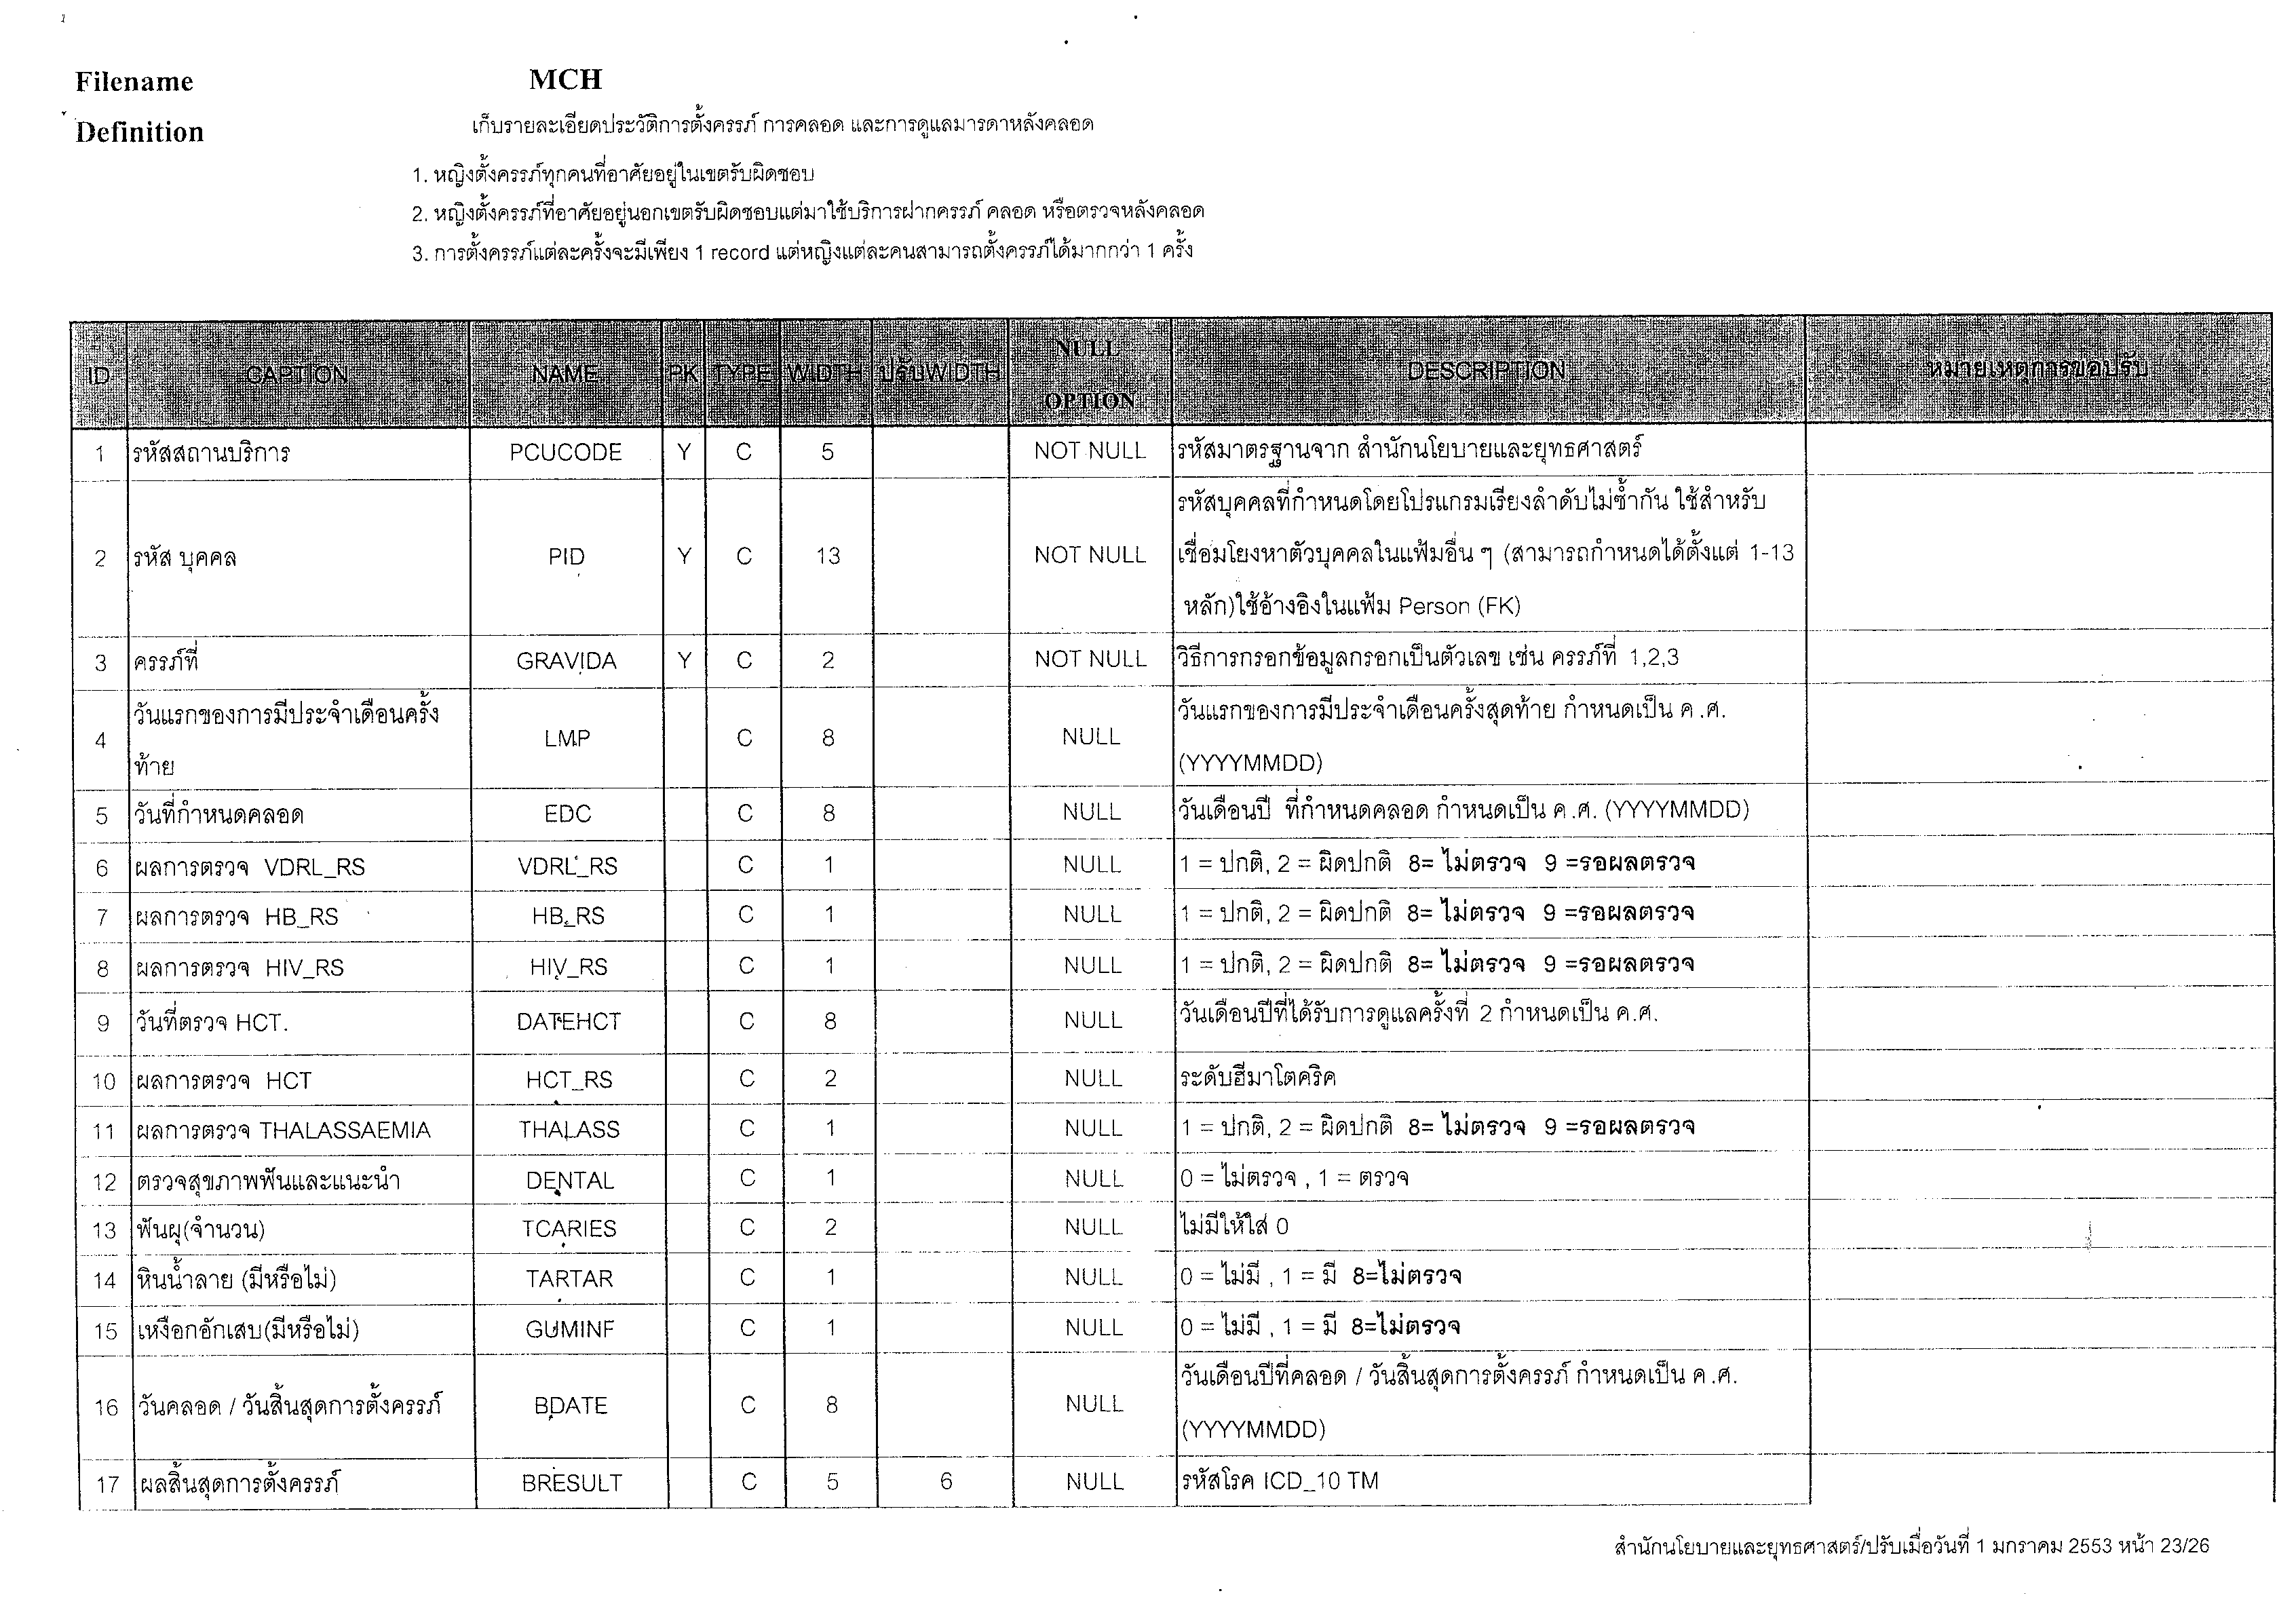 Filename MCH
Definition เก็บรายละเอียดประวัติการตั้งครรภ์ การคลอด และการดูแลมารดาหลังคลอด
1. หญิงตั้งครรภ์ทุกคนที่อาศัยอยู่ในเขตรับผิดชอบ
2. หญิงตั้งครรภ์ที่อาศัยอยู่นอกเขตรับผิดชอบแต่มาใช้บริการฝากครรภ์ คลอด หรือตรวจหลังคลอด
3. การตั้งครรภ์แต่ละครั้งจะมีเพียง 1 record แต่หญิงแต่ละคนสามารถตั้งครรภ์ได้มากกว่า 1 ครั้ง
ID CAPTION NAME PK TYPE WIDTH ปรับWIDTH NULL OPTION DESCRIPTION หมายเหตุการขอปรับ
1 รหัสสถานบริการ PCUCODE Y C 5 NOT NULL รหัสมาตรฐานจาก สำนักนโยบายและยุทธศาสตร์
2 รหัส บุคคล PID Y C 13 NOT NULL รหัสบุคคลที่กำหนดโดยโปรแกรมเรียงลำดับไม่ซ้ำกัน ใช้สำหรับ
เชื่อมโยงหาตัวบุคคลในแฟ้มอื่น ๆ (สามารถกำหนดได้ตั้งแต่ 1-13
หลัก)ใช้อ้างอิงในแฟ้ม Person (FK)
3 ครรภ์ที่ GRAVIDA Y C 2 NOT NULL วิธีการกรอกข้อมูลกรอกเป็นตัวเลข เช่น ครรภ์ที่ 1,2,3
4 วันแรกของการมีประจำเดือนครั้ง
ท้าย LMP C 8 NULL วันแรกของการมีประจำเดือนครั้งสุดท้าย กำหนดเป็น ค.ศ.
(YYYYMMDD)
5 วันที่กำหนดคลอด EDC C 8 NULL วันเดือนปี ที่กำหนดคลอด กำหนดเป็น ค.ศ. (YYYYMMDD)
6 ผลการตรวจ VDRL_RS VDRL_RS C 1 NULL 1 = ปกติ, 2 = ผิดปกติ 8= ไม่ตรวจ 9 =รอผลตรวจ
7 ผลการตรวจ HB_RS HB_RS C 1 NULL 1 = ปกติ, 2 = ผิดปกติ 8= ไม่ตรวจ 9 =รอผลตรวจ
8 ผลการตรวจ HIV_RS HIV_RS C 1 NULL 1 = ปกติ, 2 = ผิดปกติ 8= ไม่ตรวจ 9 =รอผลตรวจ
9 วันที่ตรวจ HCT. DATEHCT C 8 NULL วันเดือนปีที่ได้รับการดูแลครั้งที่ 2 กำหนดเป็น ค.ศ.
10 ผลการตรวจ HCT HCT_RS C 2 NULL ระดับฮีมาโตคริค
11 ผลการตรวจ THALASSAEMIA THALASS C 1 NULL 1 = ปกติ, 2 = ผิดปกติ 8= ไม่ตรวจ 9 =รอผลตรวจ
12 ตรวจสุขภาพฟันและแนะนำ DENTAL C 1 NULL 0 = ไม่ตรวจ , 1 = ตรวจ
13 ฟันผุ(จำนวน) TCARIES C 2 NULL ไม่มีให้ใส่ 0
14 หินน้ำลาย (มีหรือไม่) TARTAR C 1 NULL 0 = ไม่มี , 1 = มี 8=ไม่ตรวจ
15 เหงือกอักเสบ(มีหรือไม่) GUMINF C 1 NULL 0 = ไม่มี , 1 = มี 8=ไม่ตรวจ
16 วันคลอด / วันสิ้นสุดการตั้งครรภ์ BDATE C 8 NULL วันเดือนปีที่คลอด / วันสิ้นสุดการตั้งครรภ์ กำหนดเป็น ค.ศ.
(YYYYMMDD)
17 ผลสิ้นสุดการตั้งครรภ์ BRESULT C 5 6 NULL รหัสโรค ICD_10 TM
สำนักนโยบายและยุทธศาสตร์/ปรับเมื่อวันที่ 1 มกราคม 2553 หน้า 23/26